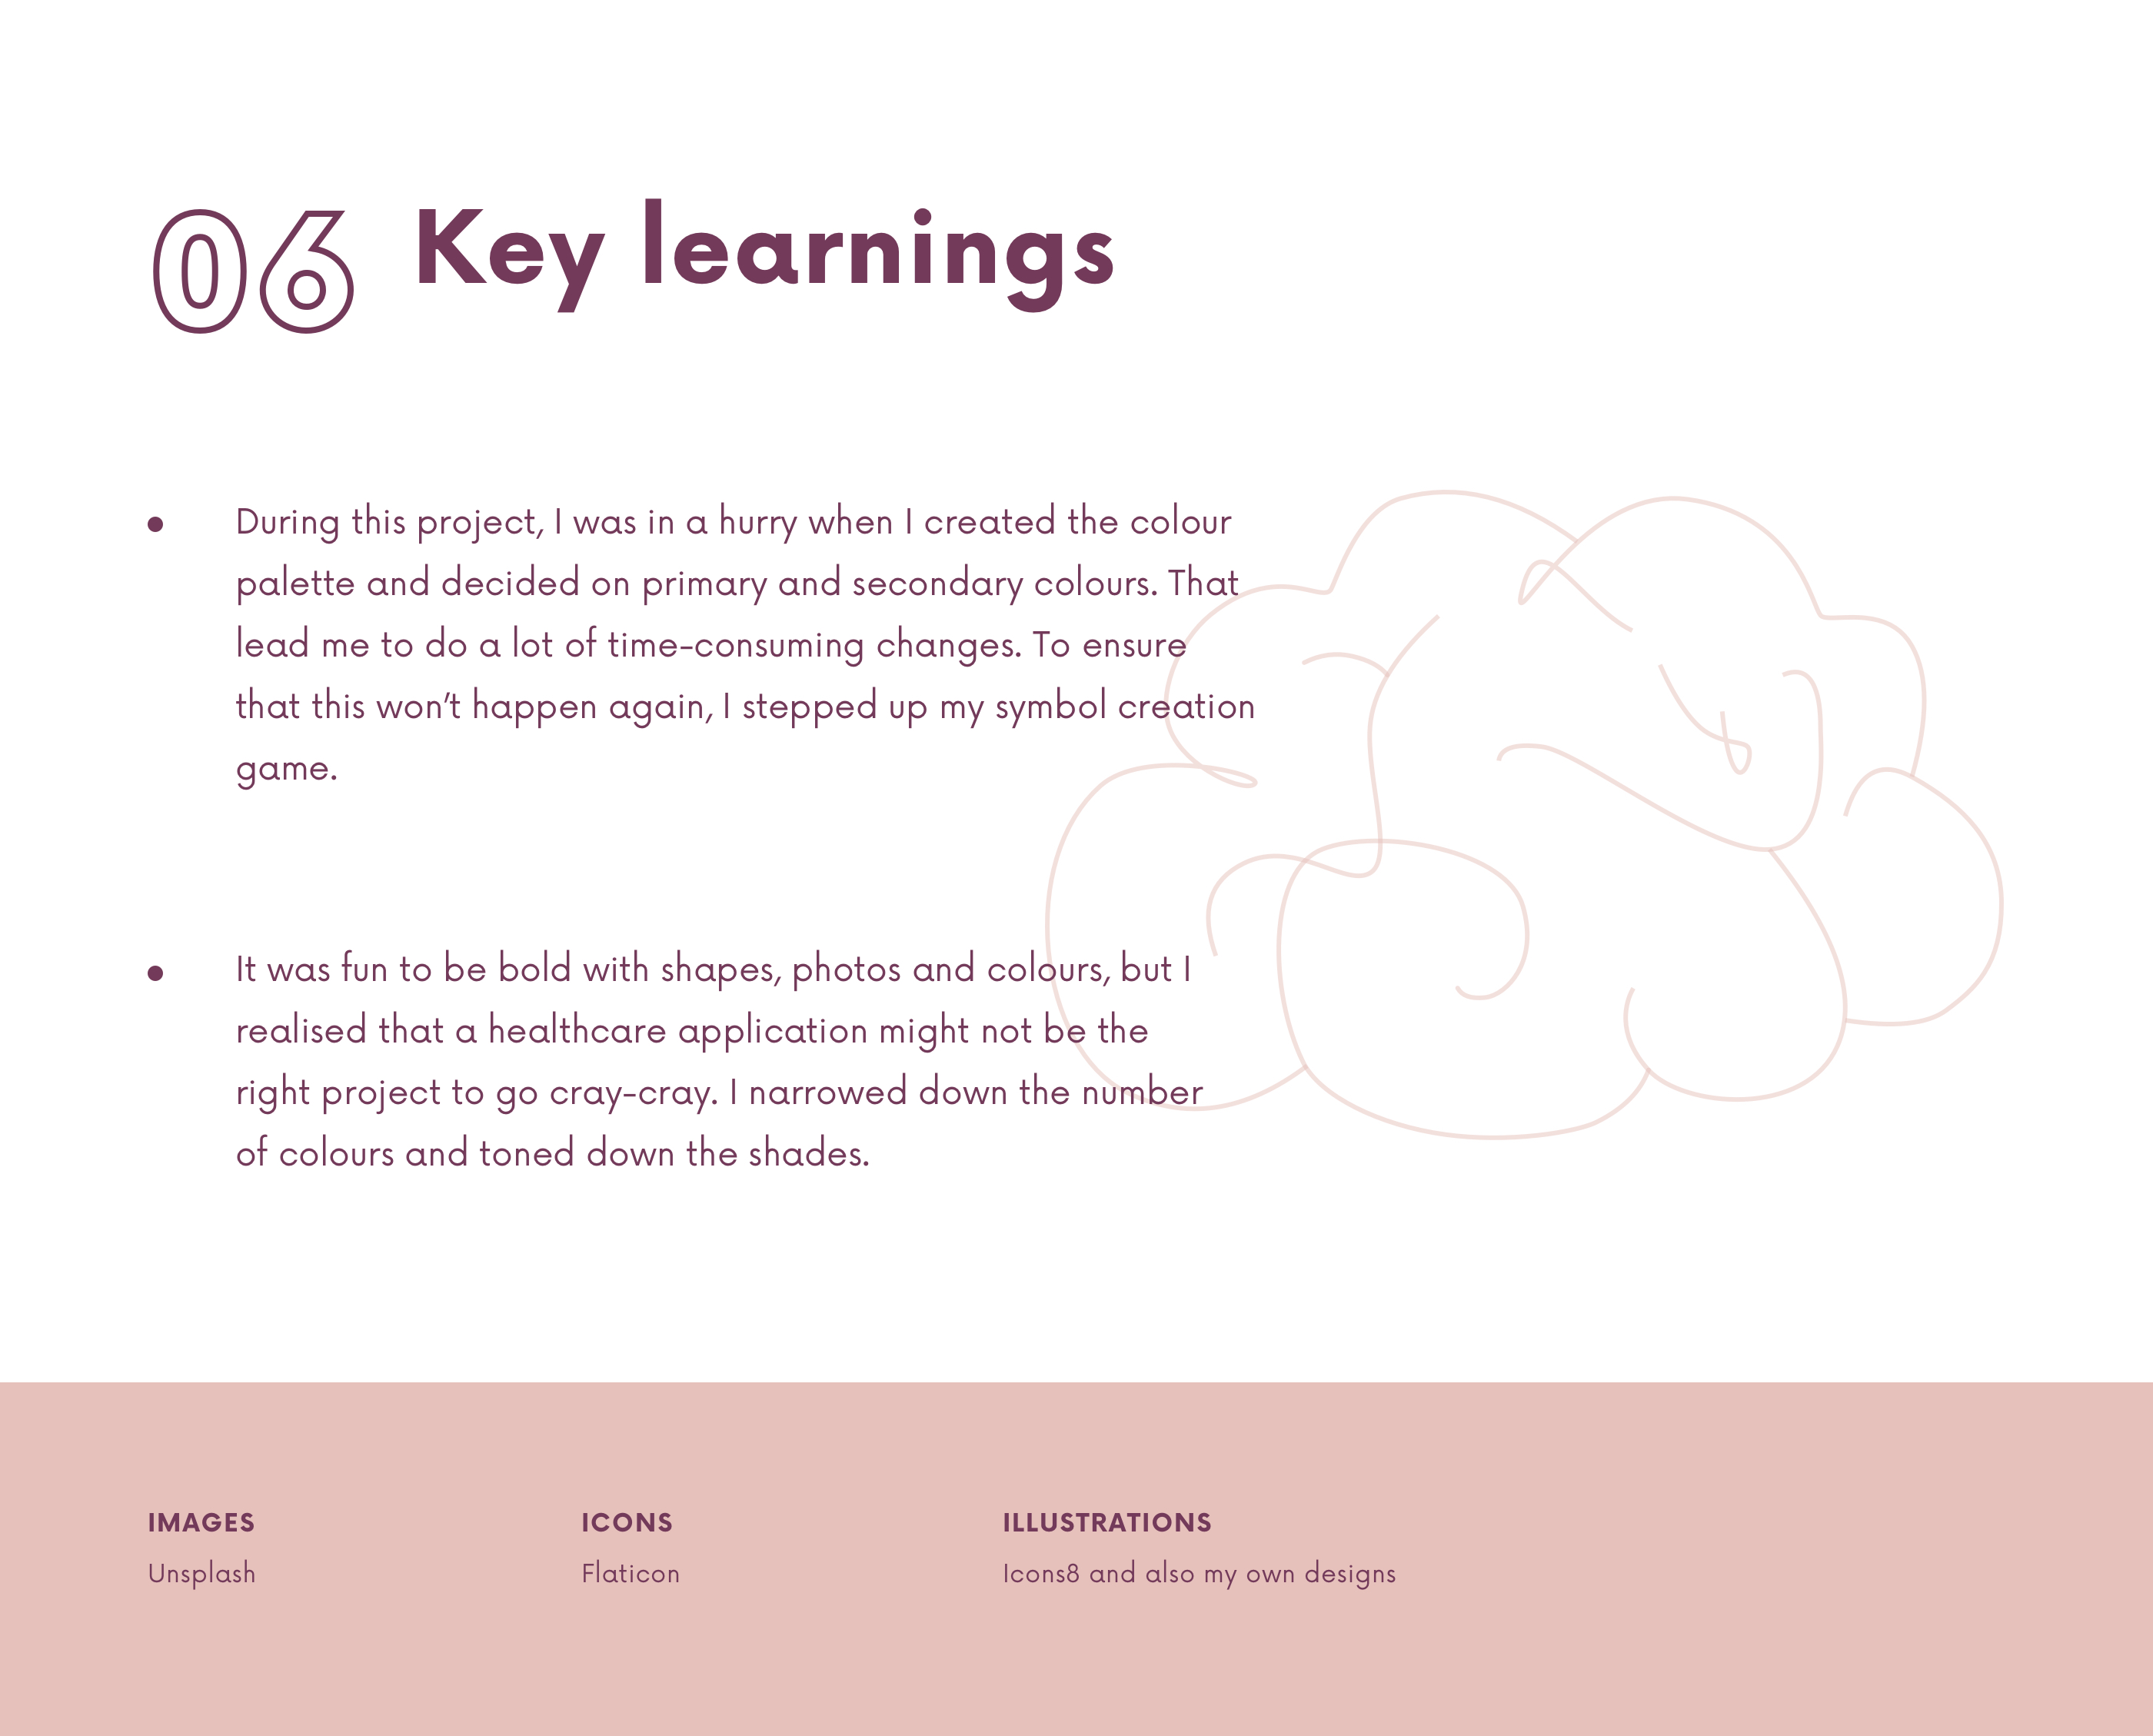 06 Key learnings
• During this project, I was in a hurry when I created the colour
palette and decided on primary and secondary colours. That
lead me to do a lot of time-consuming changes. To ensure
that this won't happen again, I stepped up my symbol creation
game.
• It was fun to be bold with shapes, photos and colours, but I
realised that a healthcare application might not be the
right project to go cray-cray. I narrowed down the number
of colours and toned down the shades.
IMAGES
Unsplash
ICONS
Flaticon
ILLUSTRATIONS
Icons8 and also my own designs